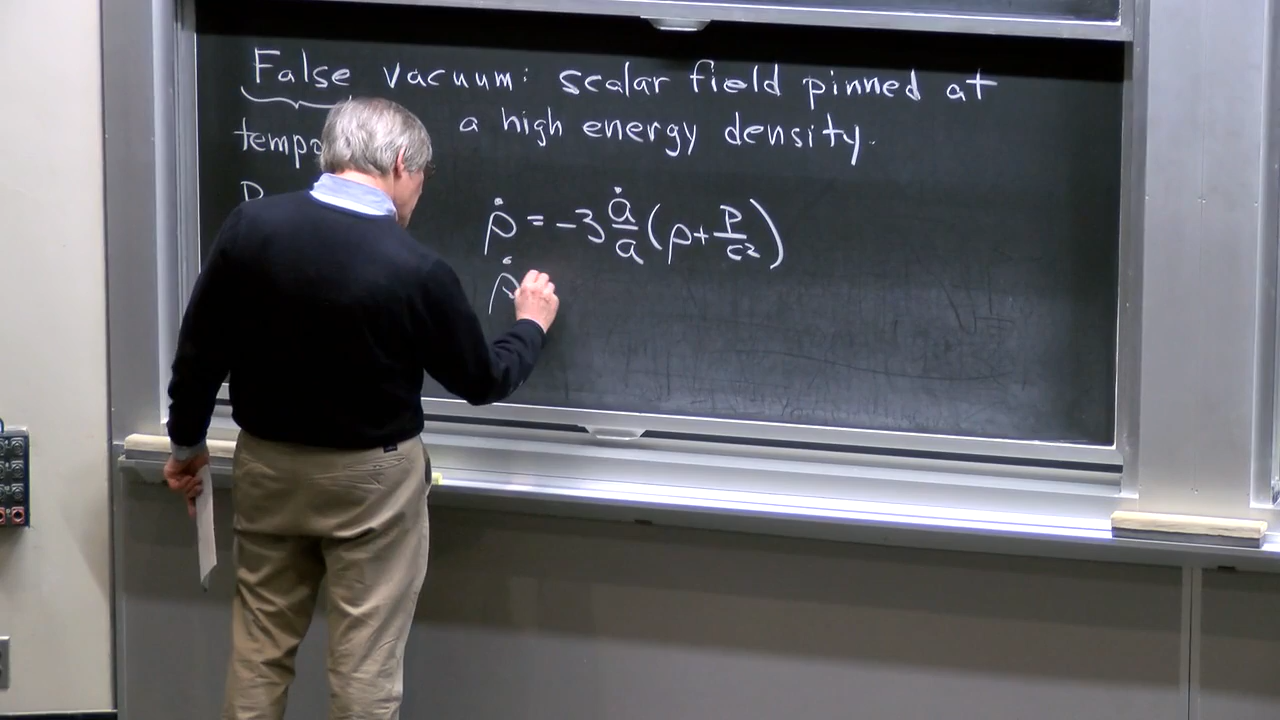 False vacuum: scalar field pinned at
a high energy density.
ρ̇ = -3 ȧ/a (ρ + p/c²)
ρ̇